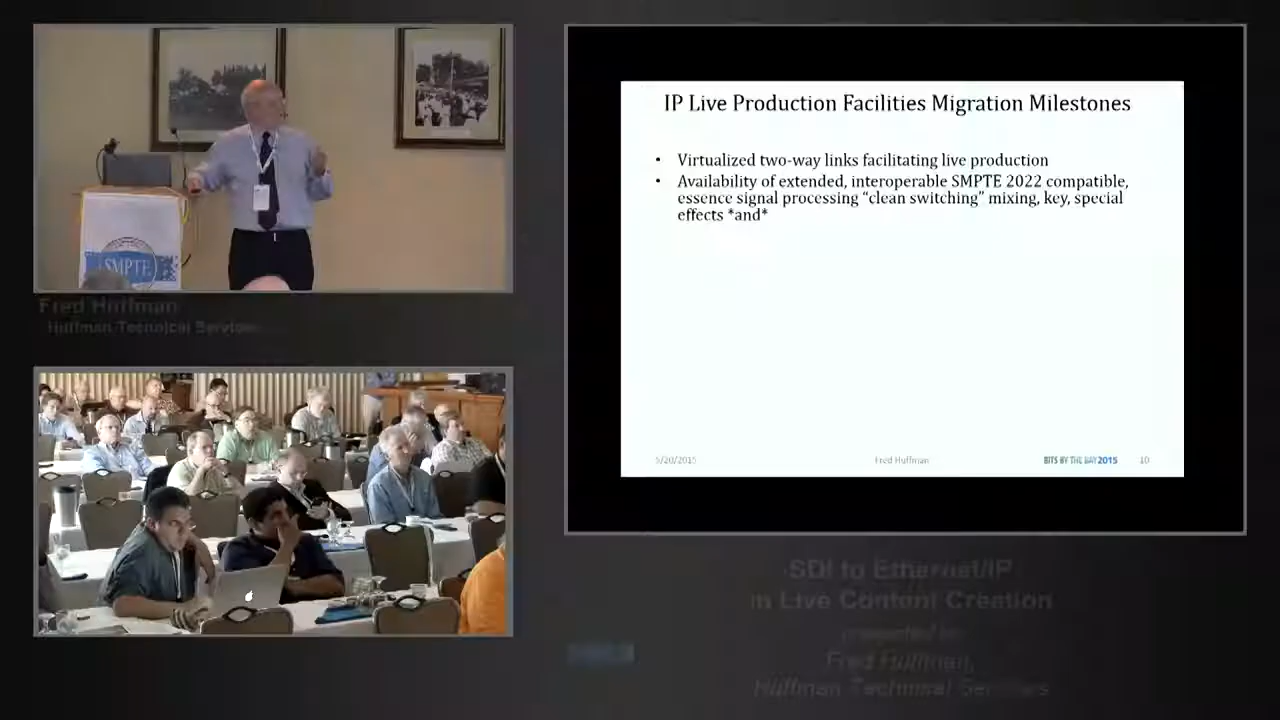 SMPTE
Fred Huffman
Huffman Technical Services
IP Live Production Facilities Migration Milestones
• Virtualized two-way links facilitating live production
• Availability of extended, interoperable SMPTE 2022 compatible,
essence signal processing “clean switching” mixing, key, special
effects *and*
5/20/2015
Fred Huffman
BITS BY THE BAY 2015
10
SDI to Ethernet/IP
in Live Content Creation
presented by
Fred Huffman,
Huffman Technical Services